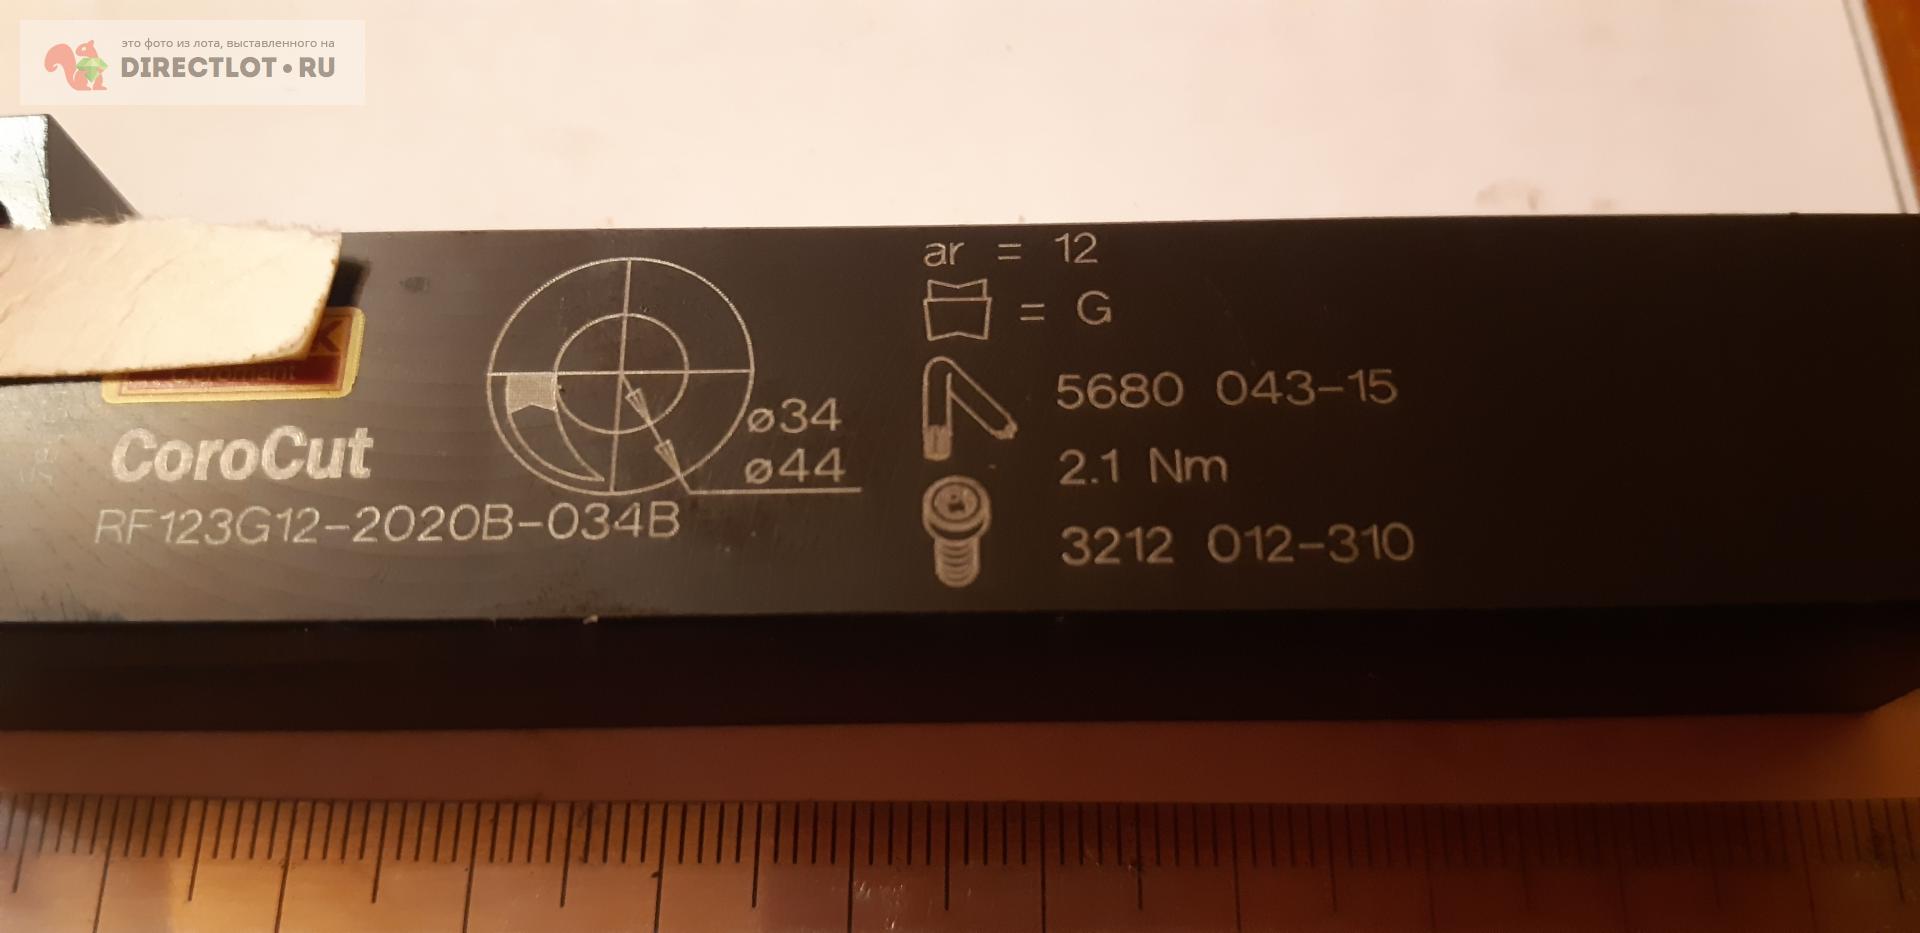 это фото из лота, выставленного на
DIRECTLOT•RU
ar = 12
= G
ø34
ø44
5680 043-15
2.1 Nm
3212 012-310
CoroCut
RF123G12-2020B-034B